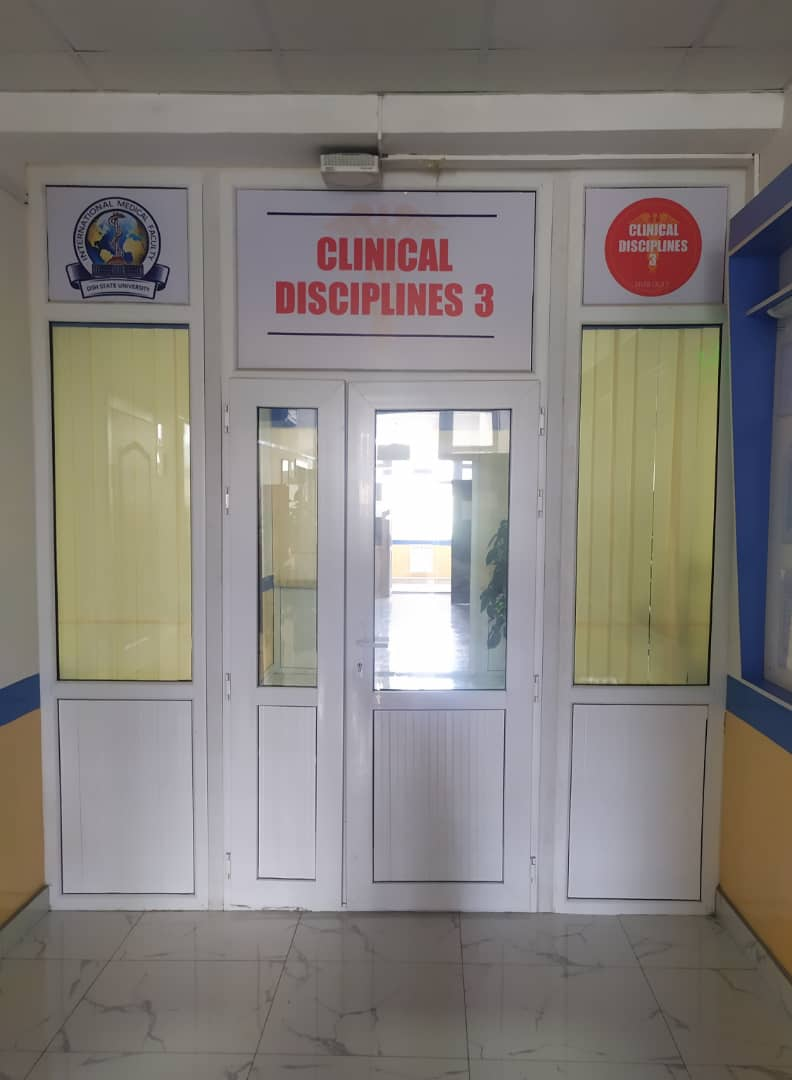 INTERNATIONAL MEDICAL FACULTY
OSH STATE UNIVERSITY
CLINICAL
DISCIPLINES 3
CLINICAL
DISCIPLINES
3